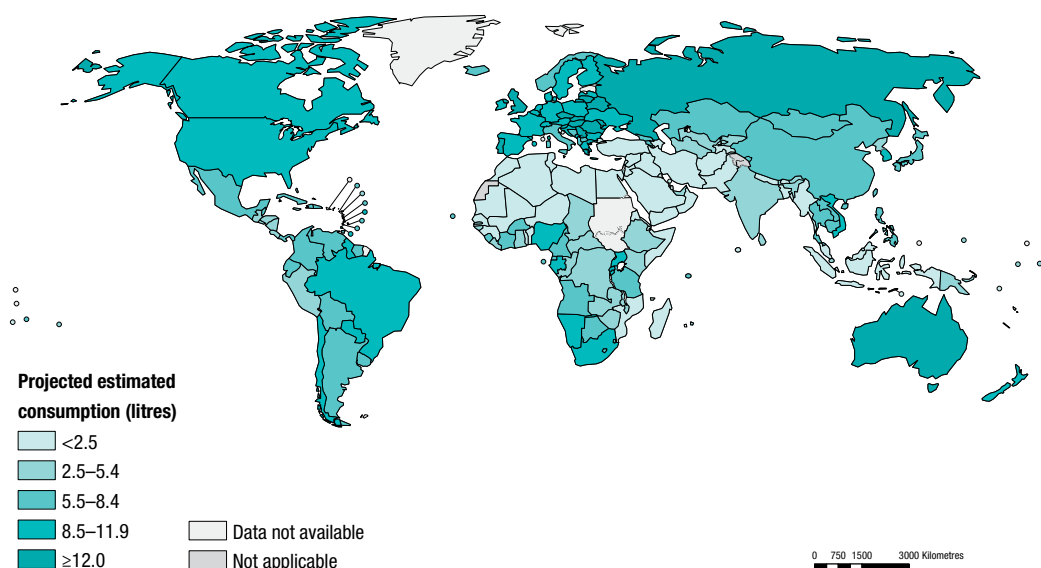 Projected estimated
consumption (litres)
<2.5
2.5–5.4
5.5–8.4
8.5–11.9
≥12.0
Data not available
Not applicable
0 750 1500 3000 Kilometres